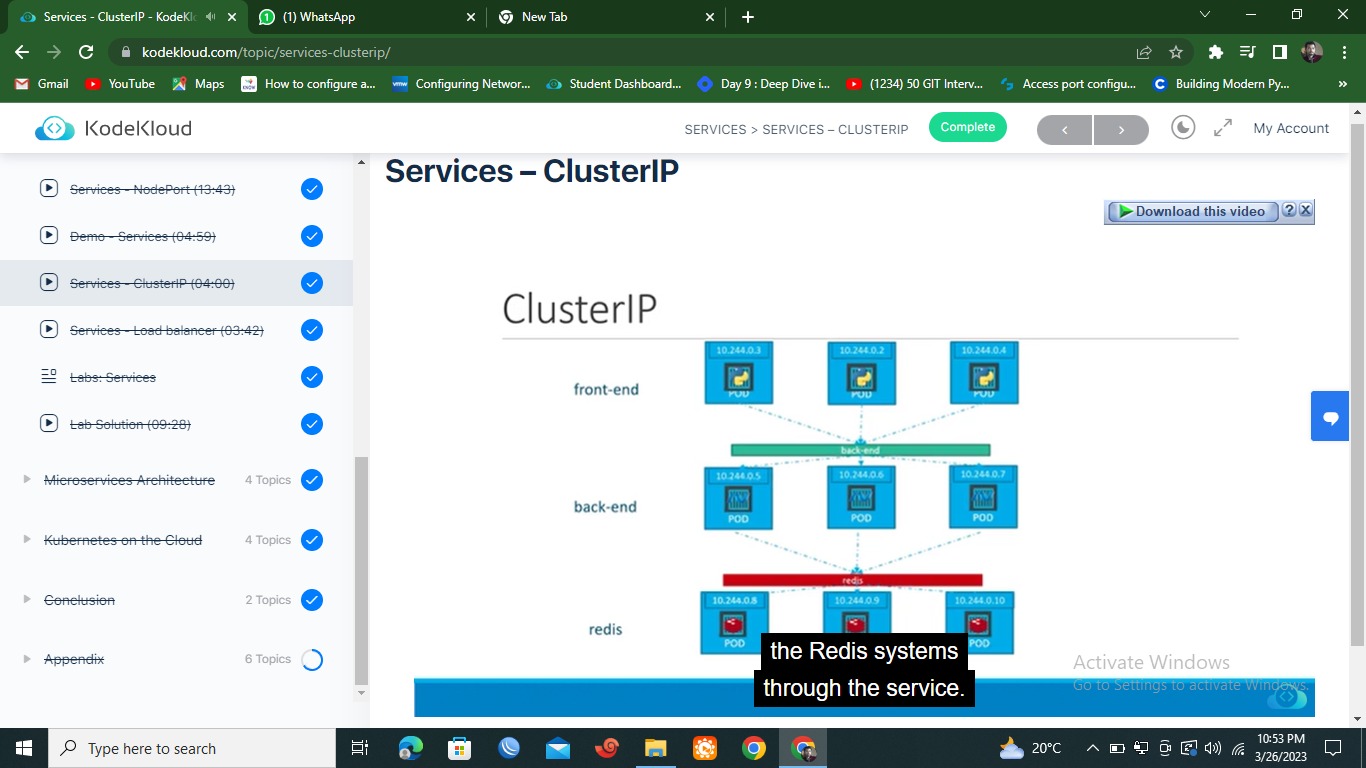 Services - ClusterIP - KodeKlo
(1) WhatsApp
New Tab
kodekloud.com/topic/services-clusterip/
Gmail
YouTube
Maps
How to configure a...
Configuring Networ...
Student Dashboard...
Day 9 : Deep Dive i...
(1234) 50 GIT Interv...
Access port configu...
Building Modern Py...
KodeKloud
SERVICES > SERVICES – CLUSTERIP
Complete
My Account
Services - NodePort (13:43)
Demo - Services (04:59)
Services - ClusterIP (04:00)
Services - Load balancer (03:42)
Labs: Services
Lab Solution (09:28)
Microservices Architecture
4 Topics
Kubernetes on the Cloud
4 Topics
Conclusion
2 Topics
Appendix
6 Topics
Services – ClusterIP
Download this video
ClusterIP
10.244.0.3
10.244.0.2
10.244.0.4
front-end
POD
POD
POD
back-end
10.244.0.5
10.244.0.6
10.244.0.7
back-end
POD
POD
POD
redis
10.244.0.8
10.244.0.9
10.244.0.10
redis
POD
POD
the Redis systems
through the service.
Activate Windows
Go to Settings to activate Windows.
Type here to search
20°C
10:53 PM
3/26/2023